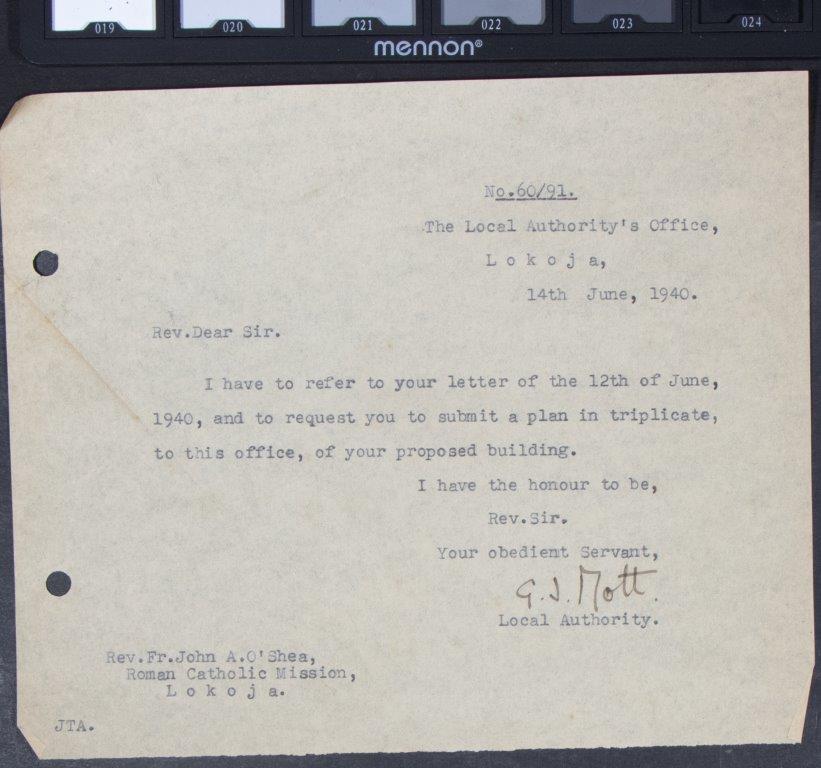 019 020 021 022 023 024
mennon®
No.60/91.
The Local Authority's Office,
L o k o j a,
14th June, 1940.
Rev.Dear Sir.
I have to refer to your letter of the 12th of June,
1940, and to request you to submit a plan in triplicate,
to this office, of your proposed building.
I have the honour to be,
Rev.Sir.
Your obedient Servant,
G.J.Mott.
Local Authority.
Rev.Fr.John A.O'Shea,
Roman Catholic Mission,
L o k o j a.
JTA.